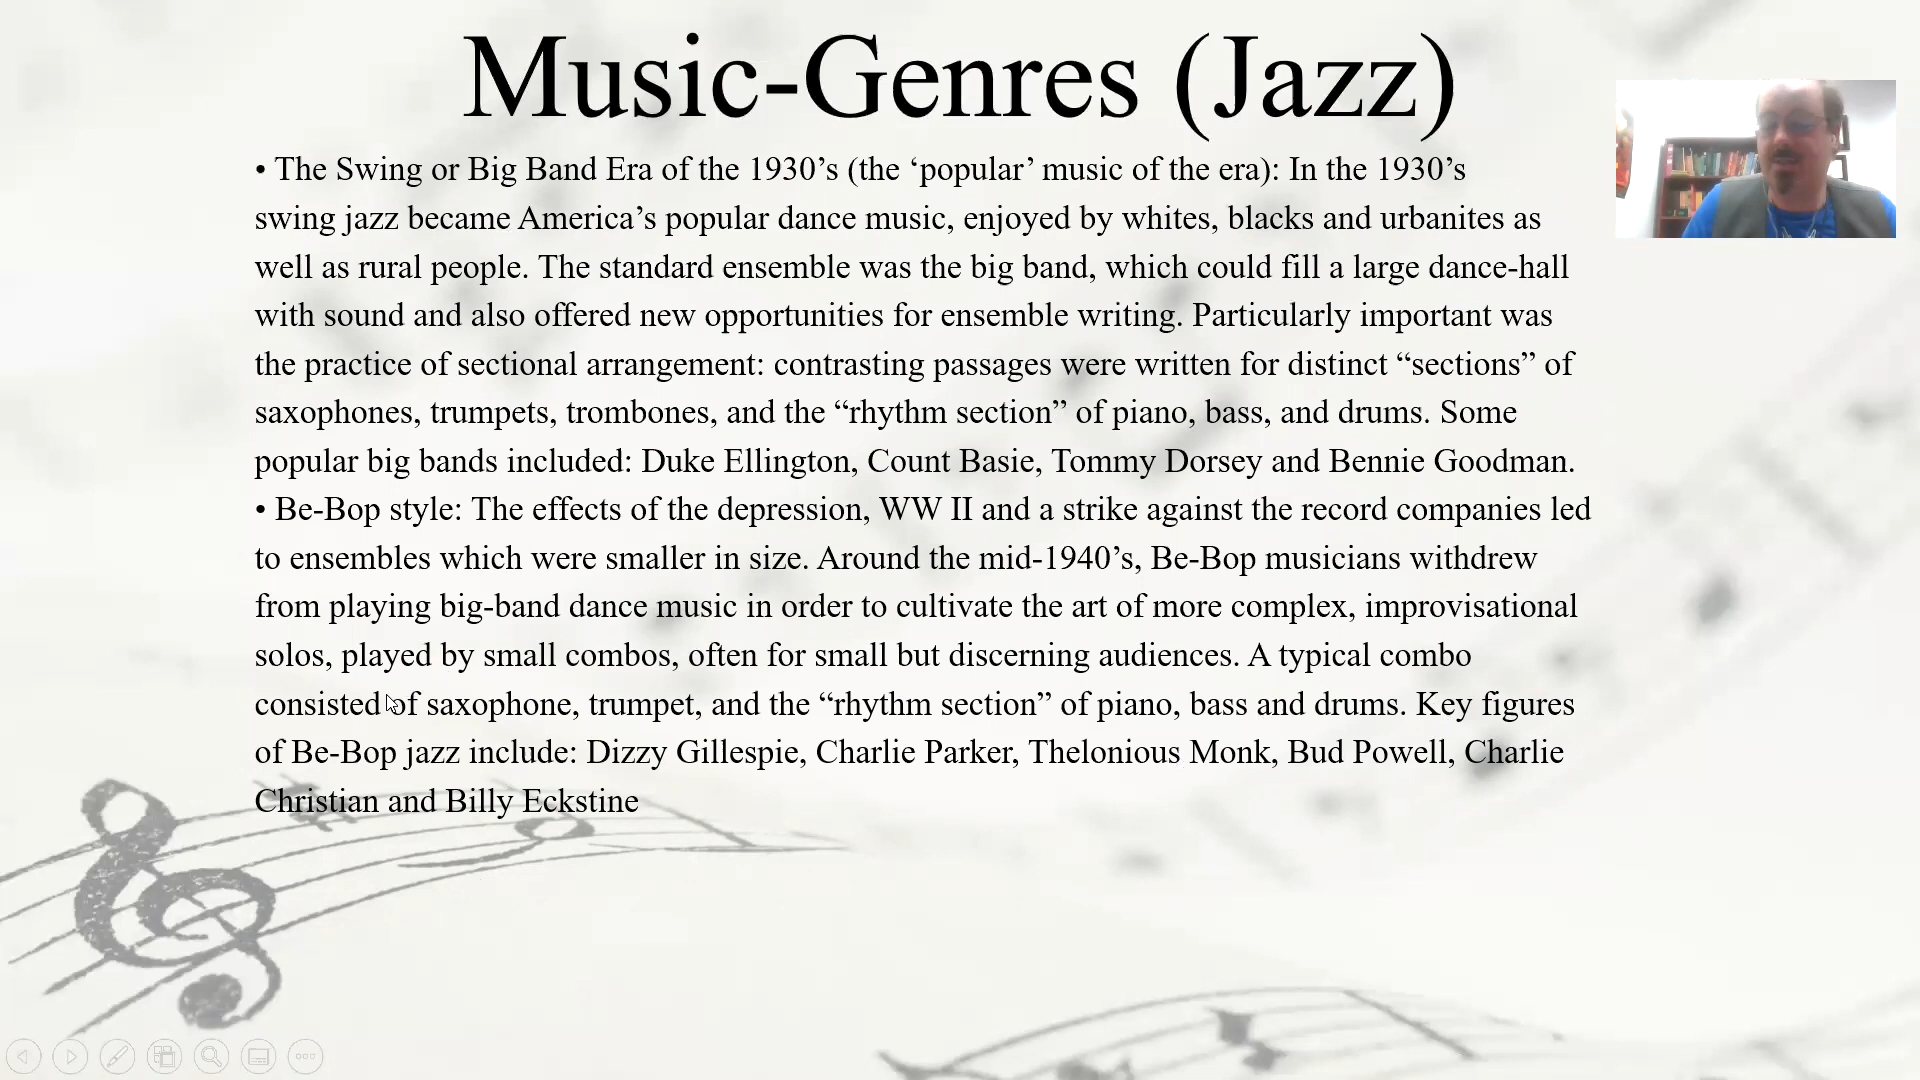 Music-Genres (Jazz)
• The Swing or Big Band Era of the 1930’s (the ‘popular’ music of the era): In the 1930’s
swing jazz became America’s popular dance music, enjoyed by whites, blacks and urbanites as
well as rural people. The standard ensemble was the big band, which could fill a large dance-hall
with sound and also offered new opportunities for ensemble writing. Particularly important was
the practice of sectional arrangement: contrasting passages were written for distinct “sections” of
saxophones, trumpets, trombones, and the “rhythm section” of piano, bass, and drums. Some
popular big bands included: Duke Ellington, Count Basie, Tommy Dorsey and Bennie Goodman.
• Be-Bop style: The effects of the depression, WW II and a strike against the record companies led
to ensembles which were smaller in size. Around the mid-1940’s, Be-Bop musicians withdrew
from playing big-band dance music in order to cultivate the art of more complex, improvisational
solos, played by small combos, often for small but discerning audiences. A typical combo
consisted of saxophone, trumpet, and the “rhythm section” of piano, bass and drums. Key figures
of Be-Bop jazz include: Dizzy Gillespie, Charlie Parker, Thelonious Monk, Bud Powell, Charlie
Christian and Billy Eckstine